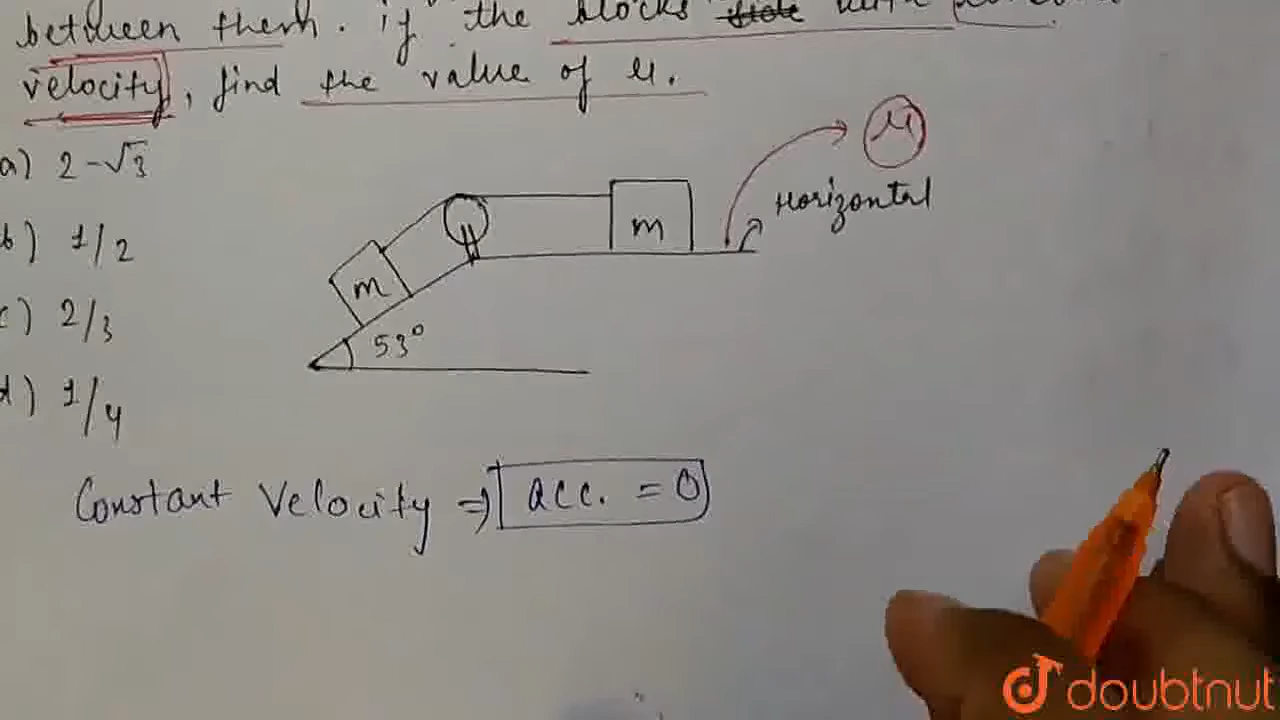 between them. if the blocks with
velocity, find the value of μ.
a) 2-√3
b) 1/2
c) 2/3
d) 1/4
μ
Horizontal
m
m
53°
Constant Velocity ⇒ acc. = 0
doubtnut